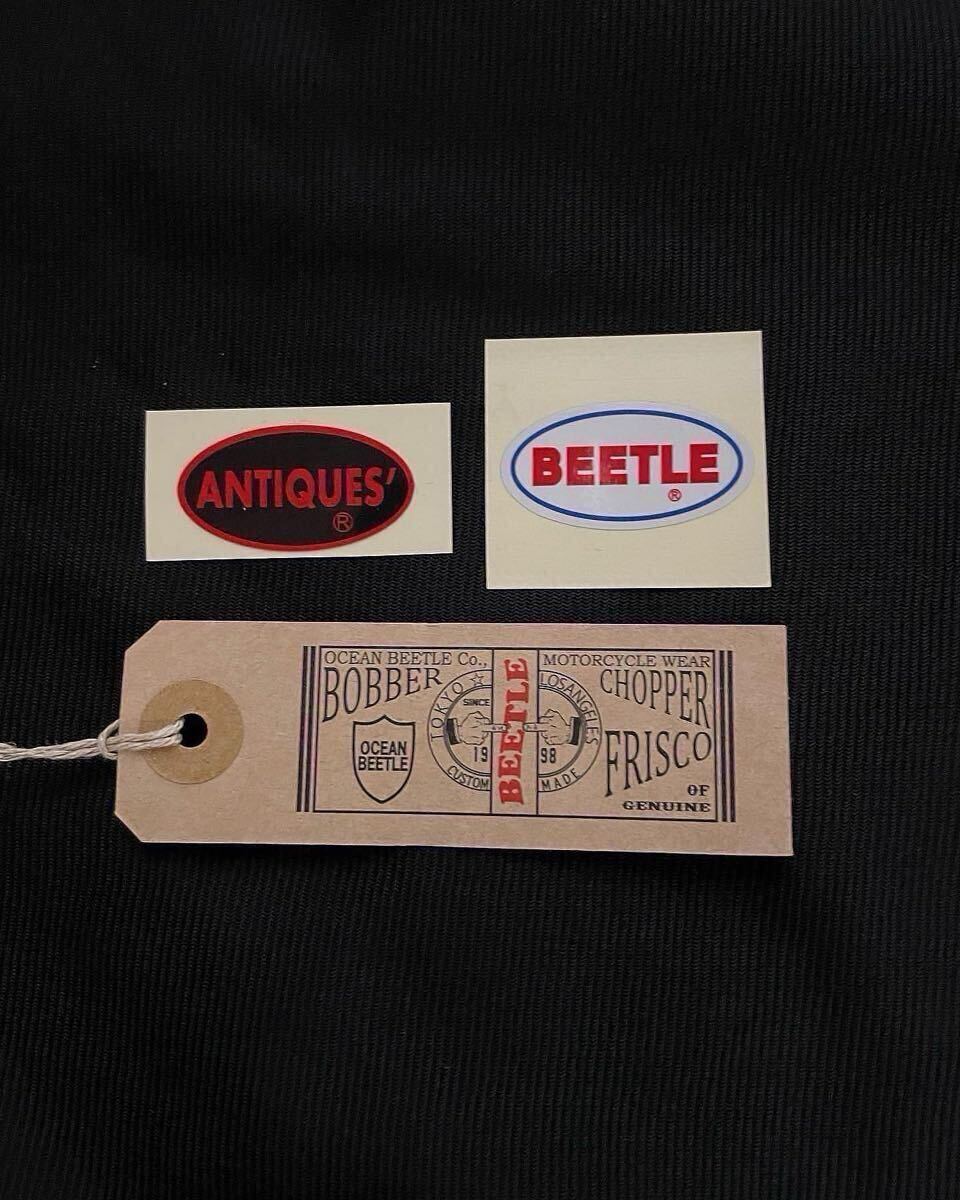 ANTIQUES’
®
BEETLE
®
OCEAN BEETLE Co.,
BOBBER
OCEAN
BEETLE
TOKYO ☆
SINCE
19
CUSTOM
BEETLE
LOSANGELES
98
MADE
MOTORCYCLE WEAR
CHOPPER
FRISCO
OF
GENUINE